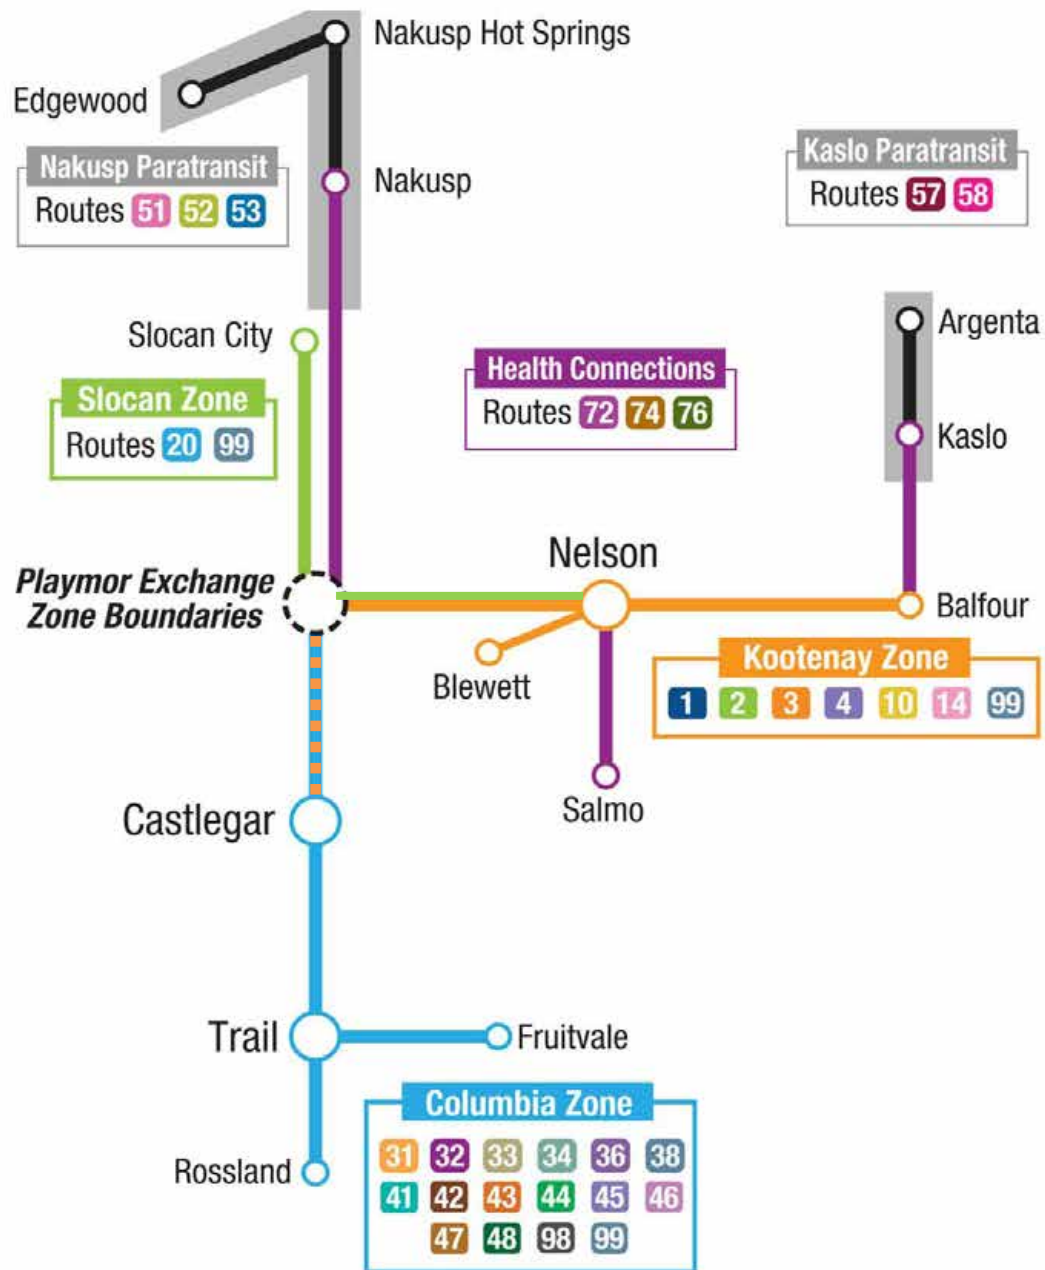 Nakusp Hot Springs
Edgewood
Nakusp Paratransit
Routes 51 52 53
Nakusp
Kaslo Paratransit
Routes 57 58
Slocan City
Argenta
Health Connections
Routes 72 74 76
Slocan Zone
Routes 20 99
Kaslo
Playmor Exchange
Zone Boundaries
Nelson
Balfour
Blewett
Kootenay Zone
1 2 3 4 10 14 99
Salmo
Castlegar
Trail
Fruitvale
Columbia Zone
31 32 33 34 36 38
41 42 43 44 45 46
47 48 98 99
Rossland